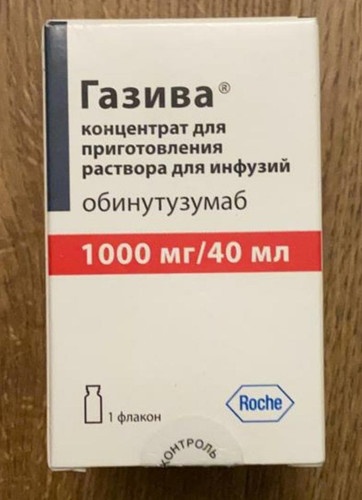 Газива®
концентрат для
приготовления
раствора для инфузий
обинутузумаб
1000 мг/40 мл
1 флакон
Roche
КОНТРОЛЬ